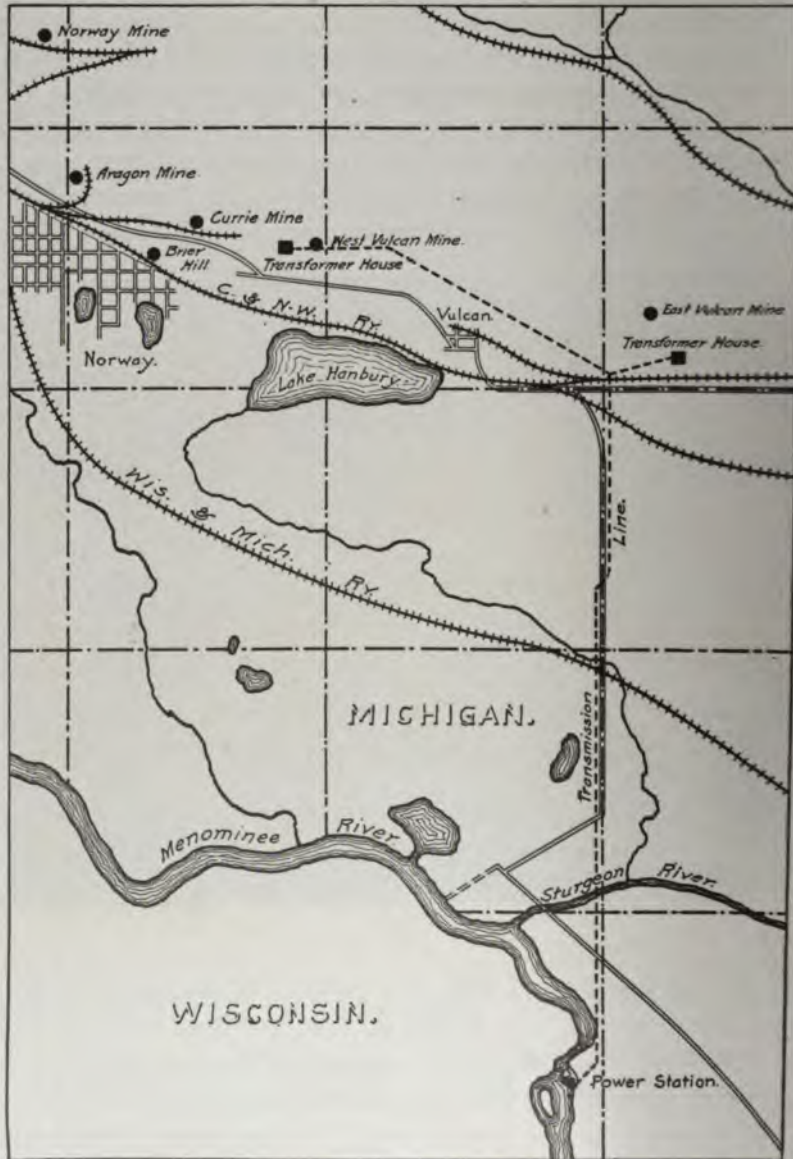 Norway Mine
Aragon Mine.
Currie Mine
Brier
Hill
West Vulcan Mine.
Transformer House
C. & N.-W. Ry.
Vulcan.
East Vulcan Mine
Transformer House.
Norway.
Lake Hanbury
Wis. & Mich. Ry.
Line.
Transmission
MICHIGAN.
Menominee River.
Sturgeon River.
WISCONSIN.
Power Station.